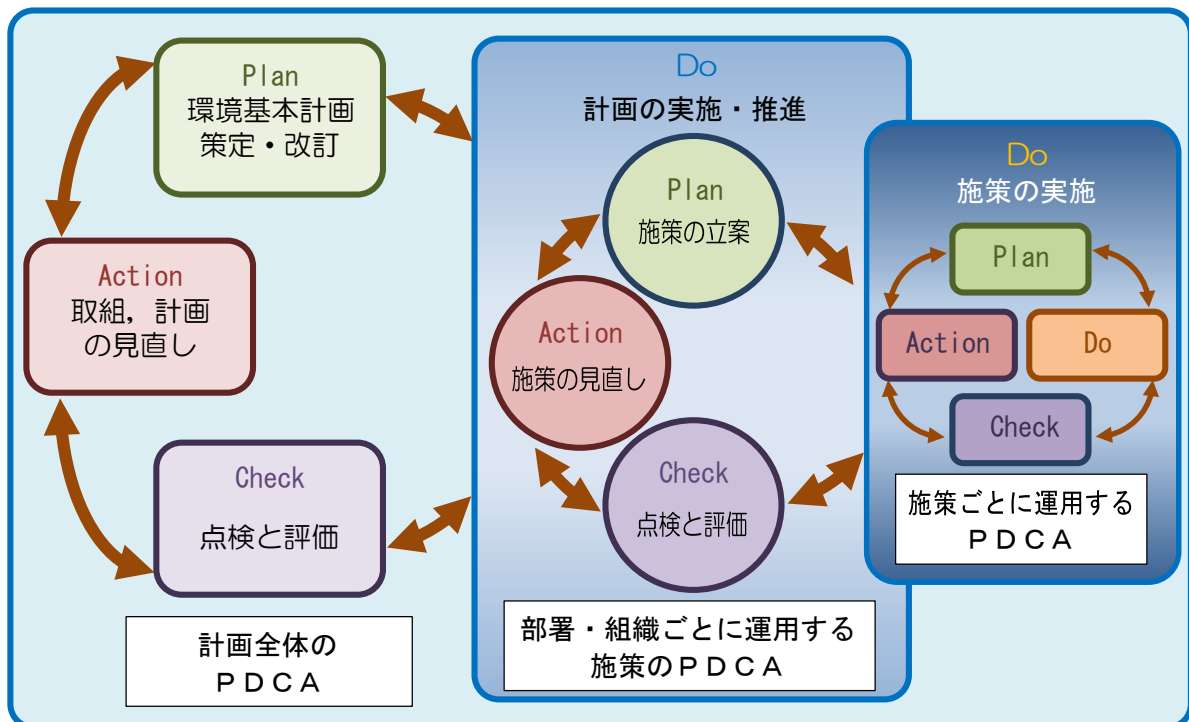 Plan
環境基本計画
策定・改訂
Action
取組，計画
の見直し
Check
点検と評価
計画全体の
ＰＤＣＡ
Do
計画の実施・推進
Plan
施策の立案
Action
施策の見直し
Check
点検と評価
部署・組織ごとに運用する
施策のＰＤＣＡ
Do
施策の実施
Plan
Action
Do
Check
施策ごとに運用する
ＰＤＣＡ